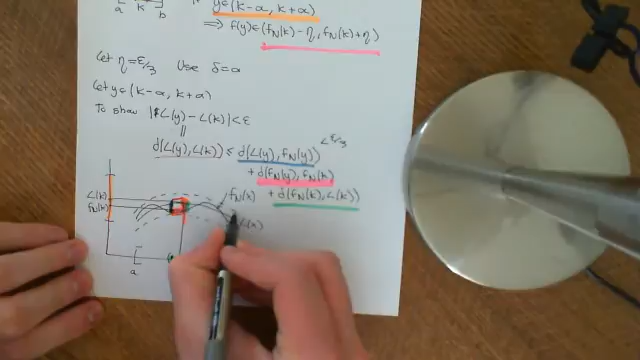 a k b
y∈(k-α, k+α)
⟹ f(y)∈(f_N(k)-η, f_N(k)+η)
Let η=ε/3 Use δ=α
Let y∈(k-α, k+α)
To show |L(y)-L(k)|<ε
||
d(L(y),L(k)) ≤ d(L(y),f_N(y)) <ε/3
+ d(f_N(y),f_N(k))
+ d(f_N(k),L(k))
L(k)
f_N(k)
f_N(x)
L(x)
a